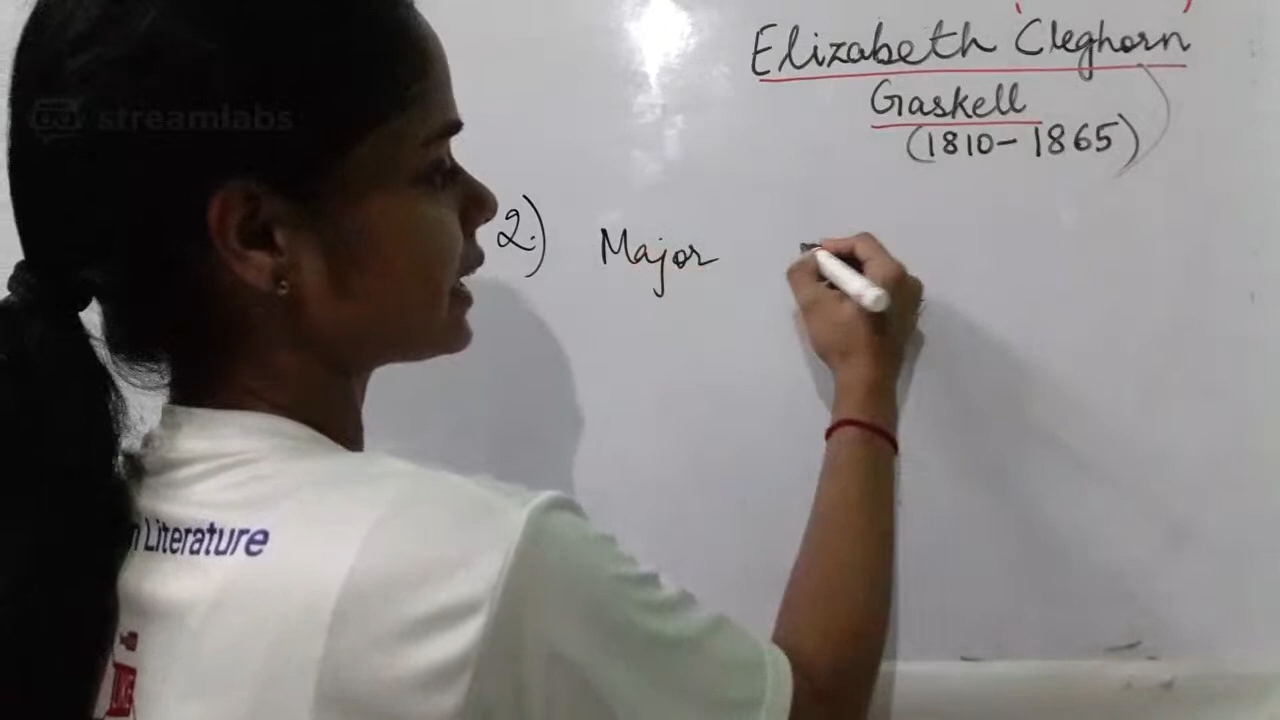 Elizabeth Cleghorn
Gaskell
(1810-1865)
2.) Major
streamlabs
Literature